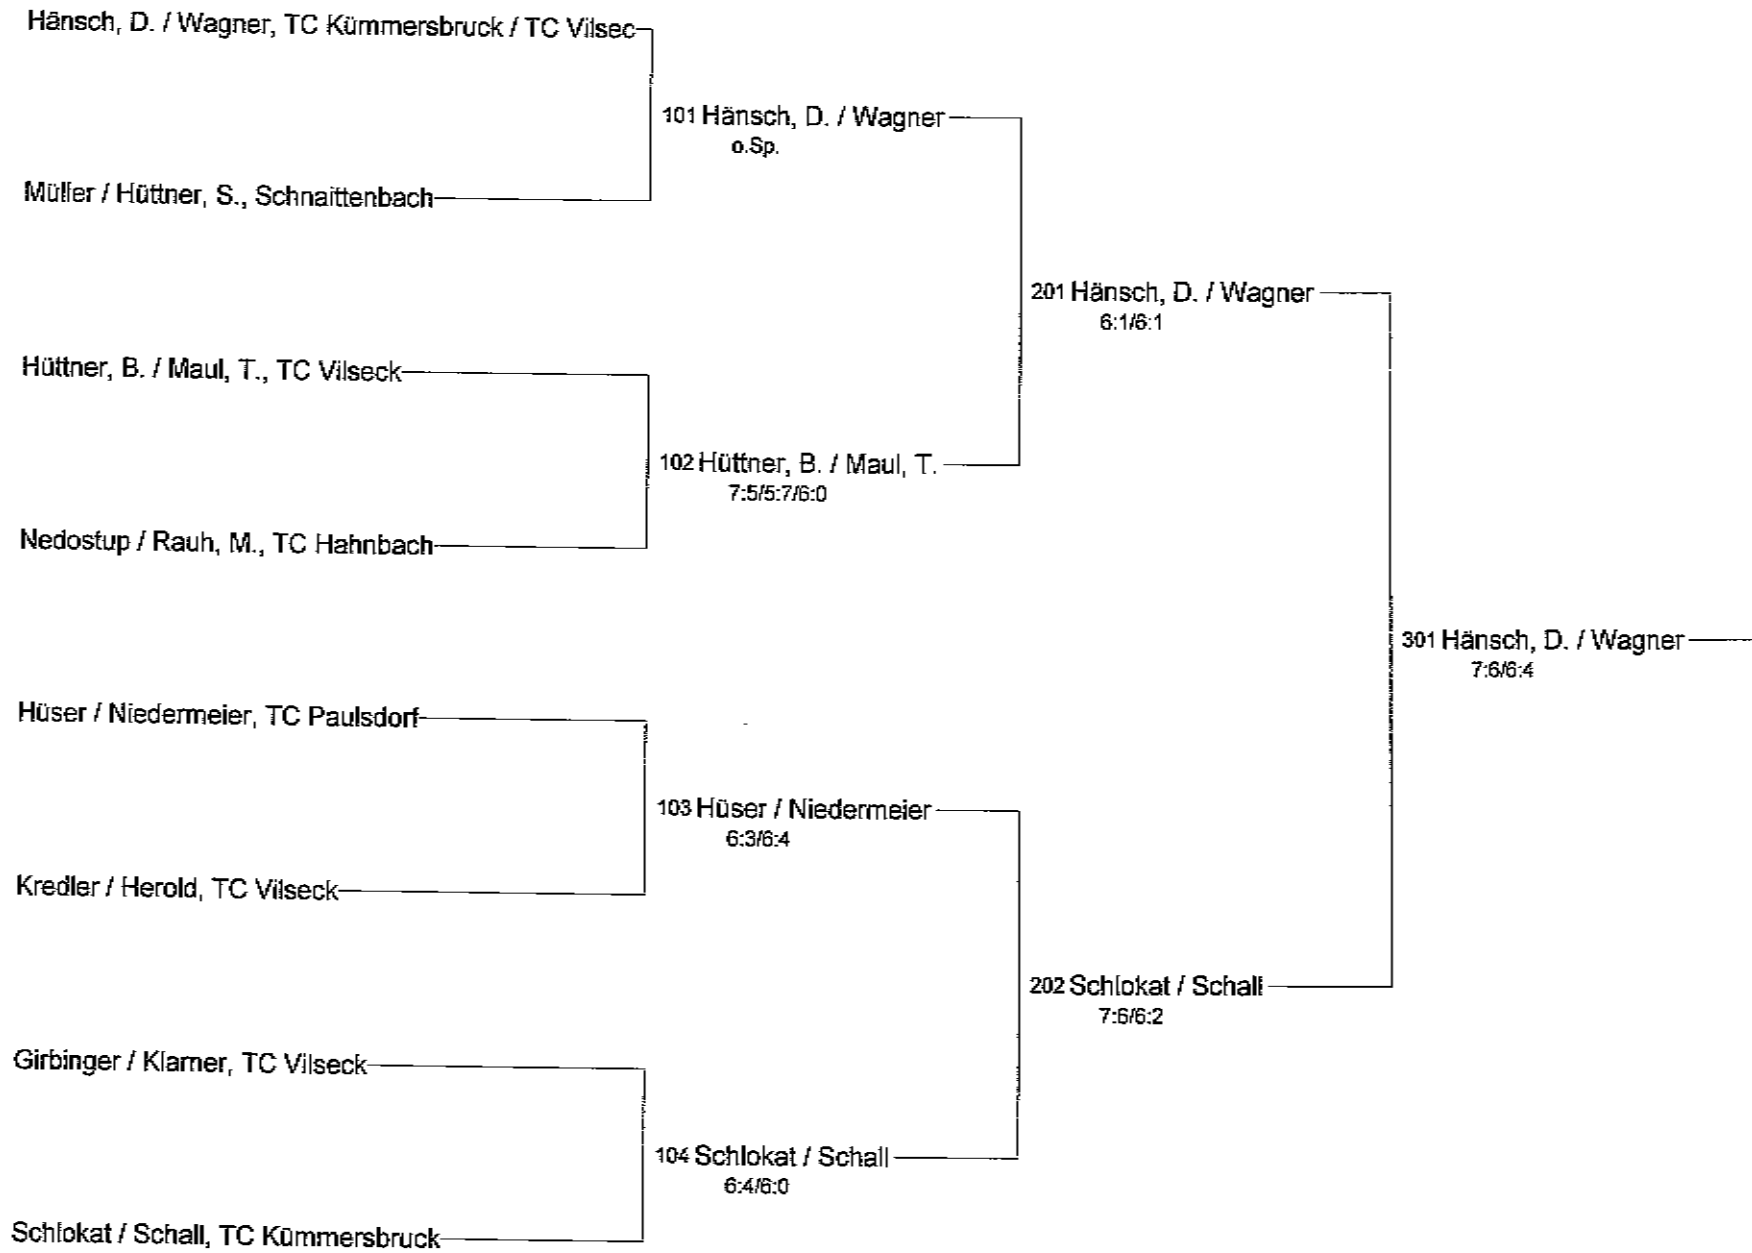 Hänsch, D. / Wagner, TC Kümmersbruck / TC Vilsec
101 Hänsch, D. / Wagner
o.Sp.
Müller / Hüttner, S., Schnaittenbach
201 Hänsch, D. / Wagner
6:1/6:1
Hüttner, B. / Maul, T., TC Vilseck
102 Hüttner, B. / Maul, T.
7:5/5:7/6:0
Nedostup / Rauh, M., TC Hahnbach
301 Hänsch, D. / Wagner
7:6/6:4
Hüser / Niedermeier, TC Paulsdorf
103 Hüser / Niedermeier
6:3/6:4
Kredler / Herold, TC Vilseck
202 Schlokat / Schall
7:6/6:2
Girbinger / Klarner, TC Vilseck
104 Schlokat / Schall
6:4/6:0
Schlokat / Schall, TC Kümmersbruck